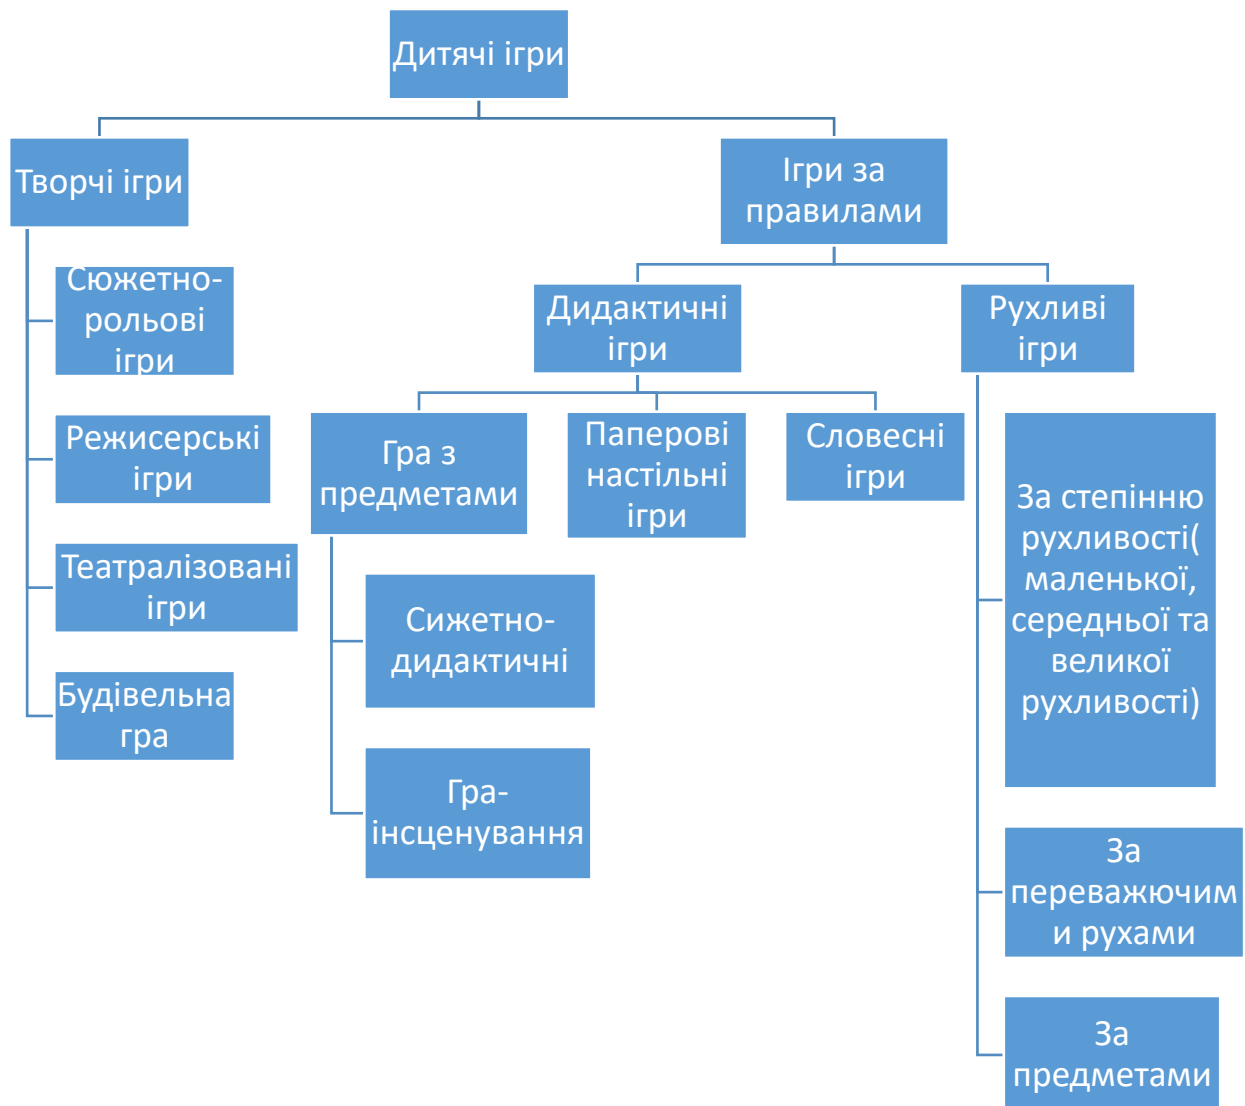 Дитячі ігри
Творчі ігри
Сюжетно-
рольові
ігри
Режисерські
ігри
Театралізовані
ігри
Будівельна
гра
Ігри за
правилами
Дидактичні
ігри
Гра з
предметами
Сижетно-
дидактичні
Гра-
інсценування
Паперові
настільні
ігри
Словесні
ігри
Рухливі
ігри
За степінню
рухливості(
маленької,
середньої та
великої
рухливості)
За
переважючим
и рухами
За
предметами